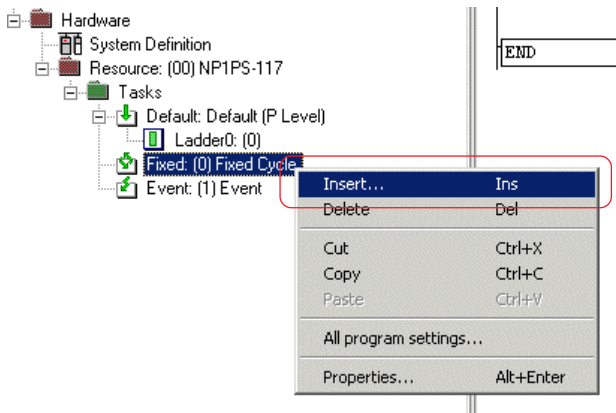 Hardware
System Definition
END
Resource: (00) NP1PS-117
Tasks
Default: Default (P Level)
Ladder0: (0)
Fixed: (0) Fixed Cycle
Event: (1) Event
Insert... Ins
Delete Del
Cut Ctrl+X
Copy Ctrl+C
Paste Ctrl+V
All program settings...
Properties... Alt+Enter